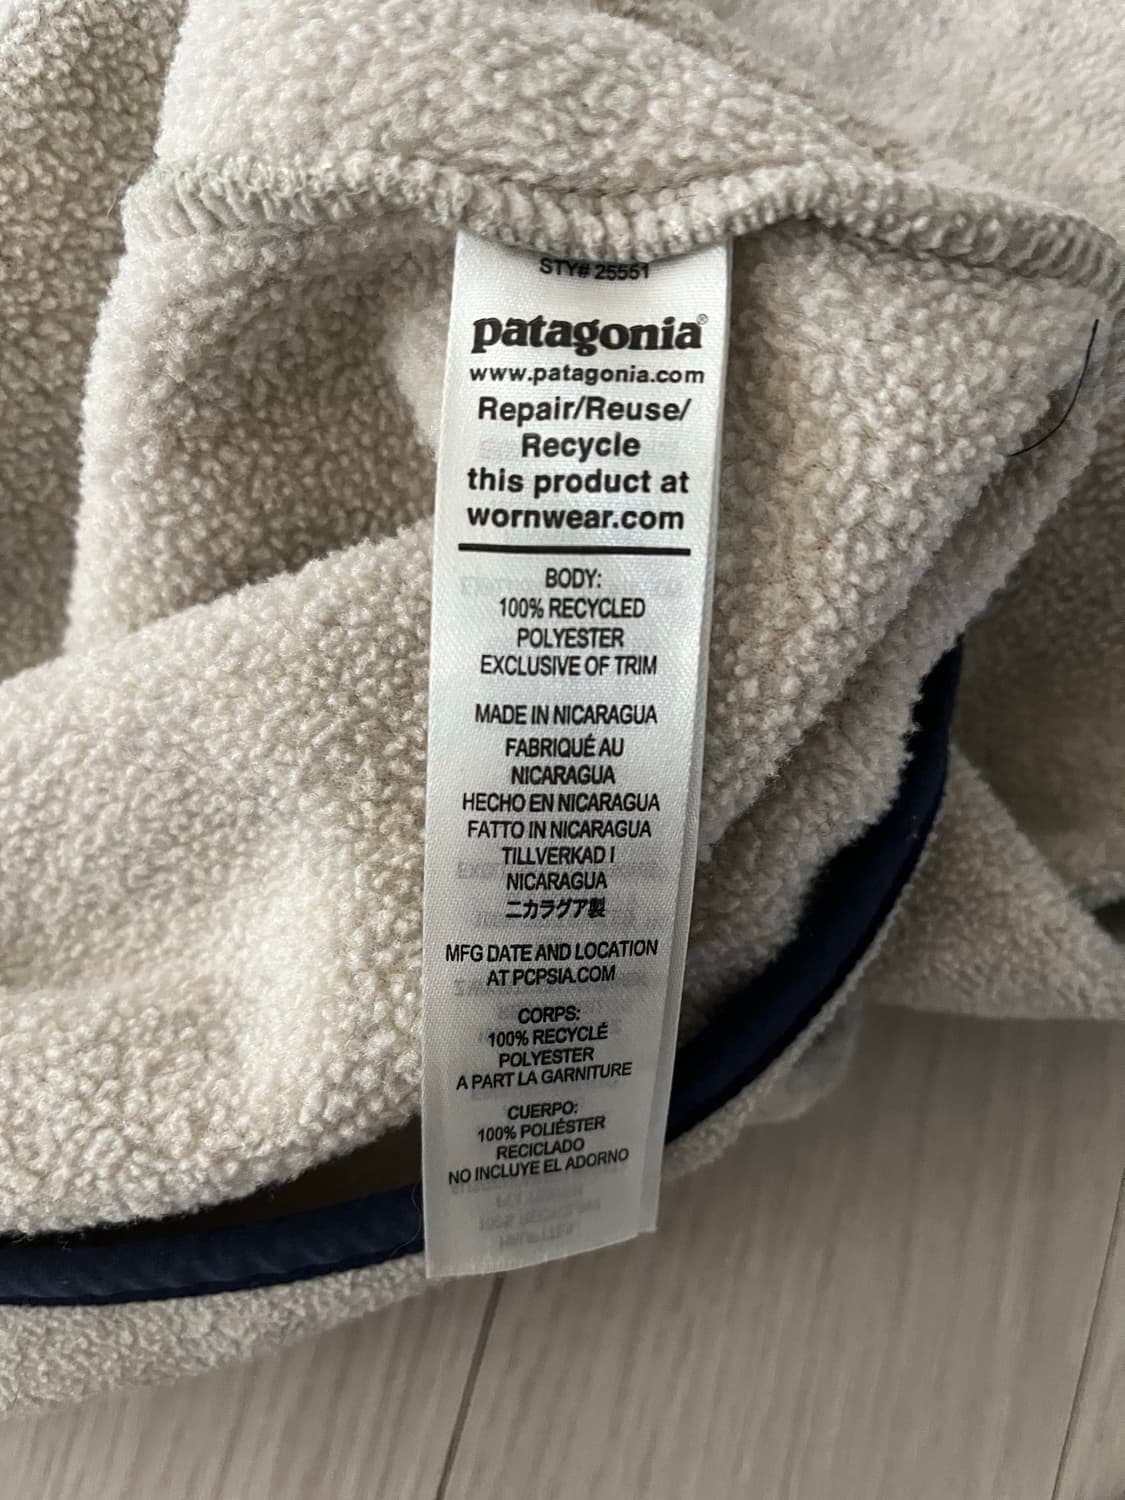 STY# 25551
patagonia®
www.patagonia.com
Repair/Reuse/
Recycle
this product at
wornwear.com
BODY:
100% RECYCLED
POLYESTER
EXCLUSIVE OF TRIM
MADE IN NICARAGUA
FABRIQUÉ AU
NICARAGUA
HECHO EN NICARAGUA
FATTO IN NICARAGUA
TILLVERKAD I
NICARAGUA
ニカラグア製
MFG DATE AND LOCATION
AT PCPSIA.COM
CORPS:
100% RECYCLÉ
POLYESTER
A PART LA GARNITURE
CUERPO:
100% POLIÉSTER
RECICLADO
NO INCLUYE EL ADORNO